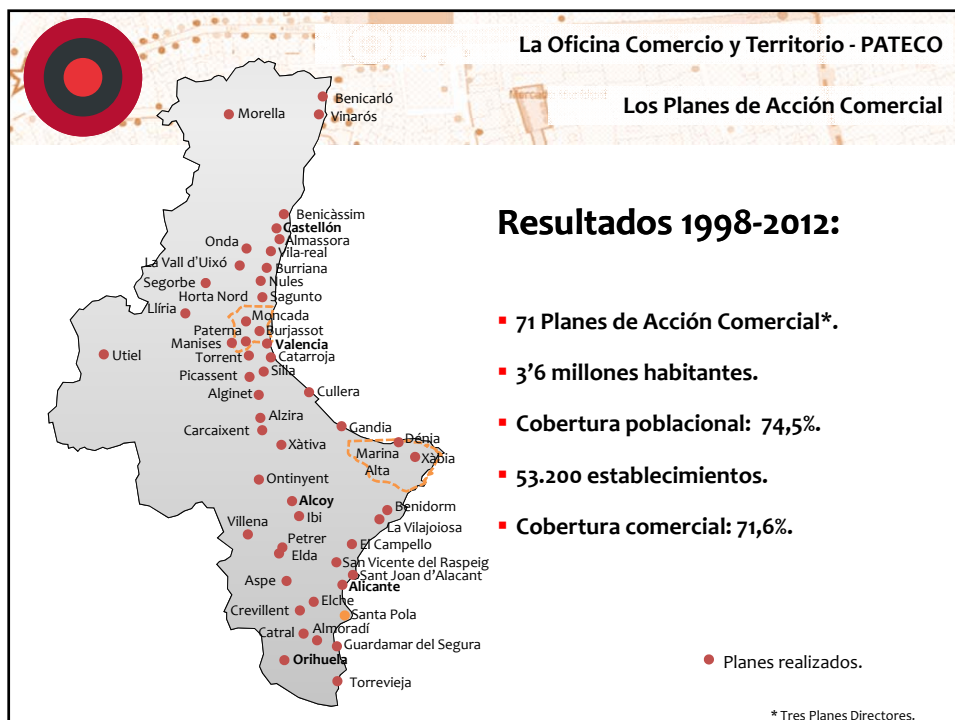 La Oficina Comercio y Territorio - PATECO
Los Planes de Acción Comercial
Benicarló
Morella
Vinarós
Benicàssim
Castellón
Almassora
Onda
Vila-real
La Vall d'Uixó
Burriana
Segorbe
Nules
Horta Nord
Sagunto
Llíria
Moncada
Paterna
Burjassot
Manises
Valencia
Utiel
Torrent
Catarroja
Picassent
Silla
Alginet
Cullera
Alzira
Carcaixent
Gandia
Xàtiva
Dénia
Marina
Alta
Xàbia
Ontinyent
Alcoy
Ibi
Benidorm
Villena
La Vilajoiosa
Petrer
Elda
El Campello
San Vicente del Raspeig
Aspe
Sant Joan d'Alacant
Alicante
Elche
Crevillent
Santa Pola
Catral
Almoradí
Guardamar del Segura
Orihuela
Torrevieja
Resultados 1998-2012:
▪ 71 Planes de Acción Comercial*.
▪ 3'6 millones habitantes.
▪ Cobertura poblacional: 74,5%.
▪ 53.200 establecimientos.
▪ Cobertura comercial: 71,6%.
Planes realizados.
* Tres Planes Directores.